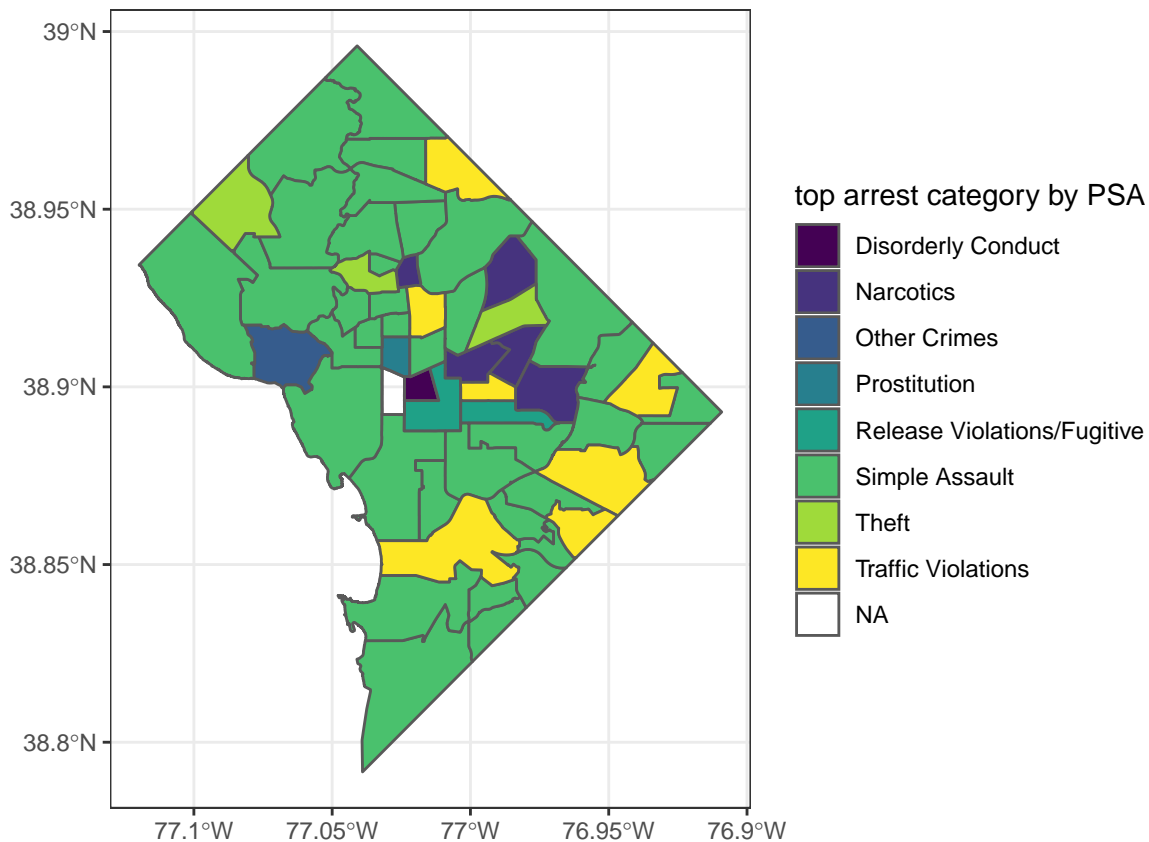 39°N
38.95°N
38.9°N
38.85°N
38.8°N
77.1°W
77.05°W
77°W
76.95°W
76.9°W
top arrest category by PSA
Disorderly Conduct
Narcotics
Other Crimes
Prostitution
Release Violations/Fugitive
Simple Assault
Theft
Traffic Violations
NA